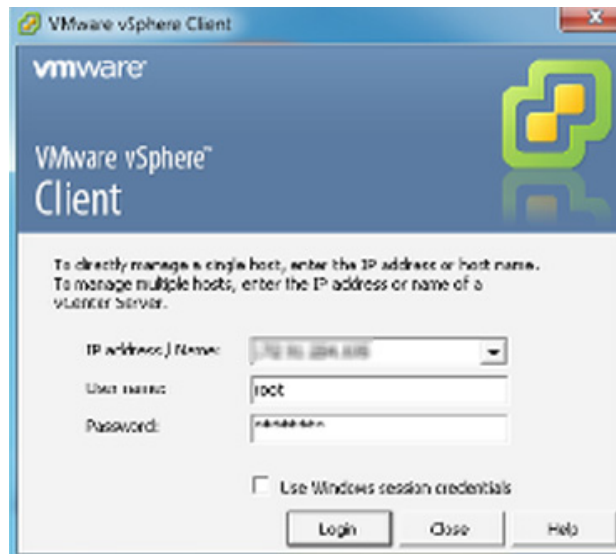 VMware vSphere Client
vmware
VMware vSphere™
Client
To directly manage a single host, enter the IP address or host name.
To manage multiple hosts, enter the IP address or name of a
vCenter Server.
IP address / Name:
User name: root
Password: ********
Use Windows session credentials
Login Close Help